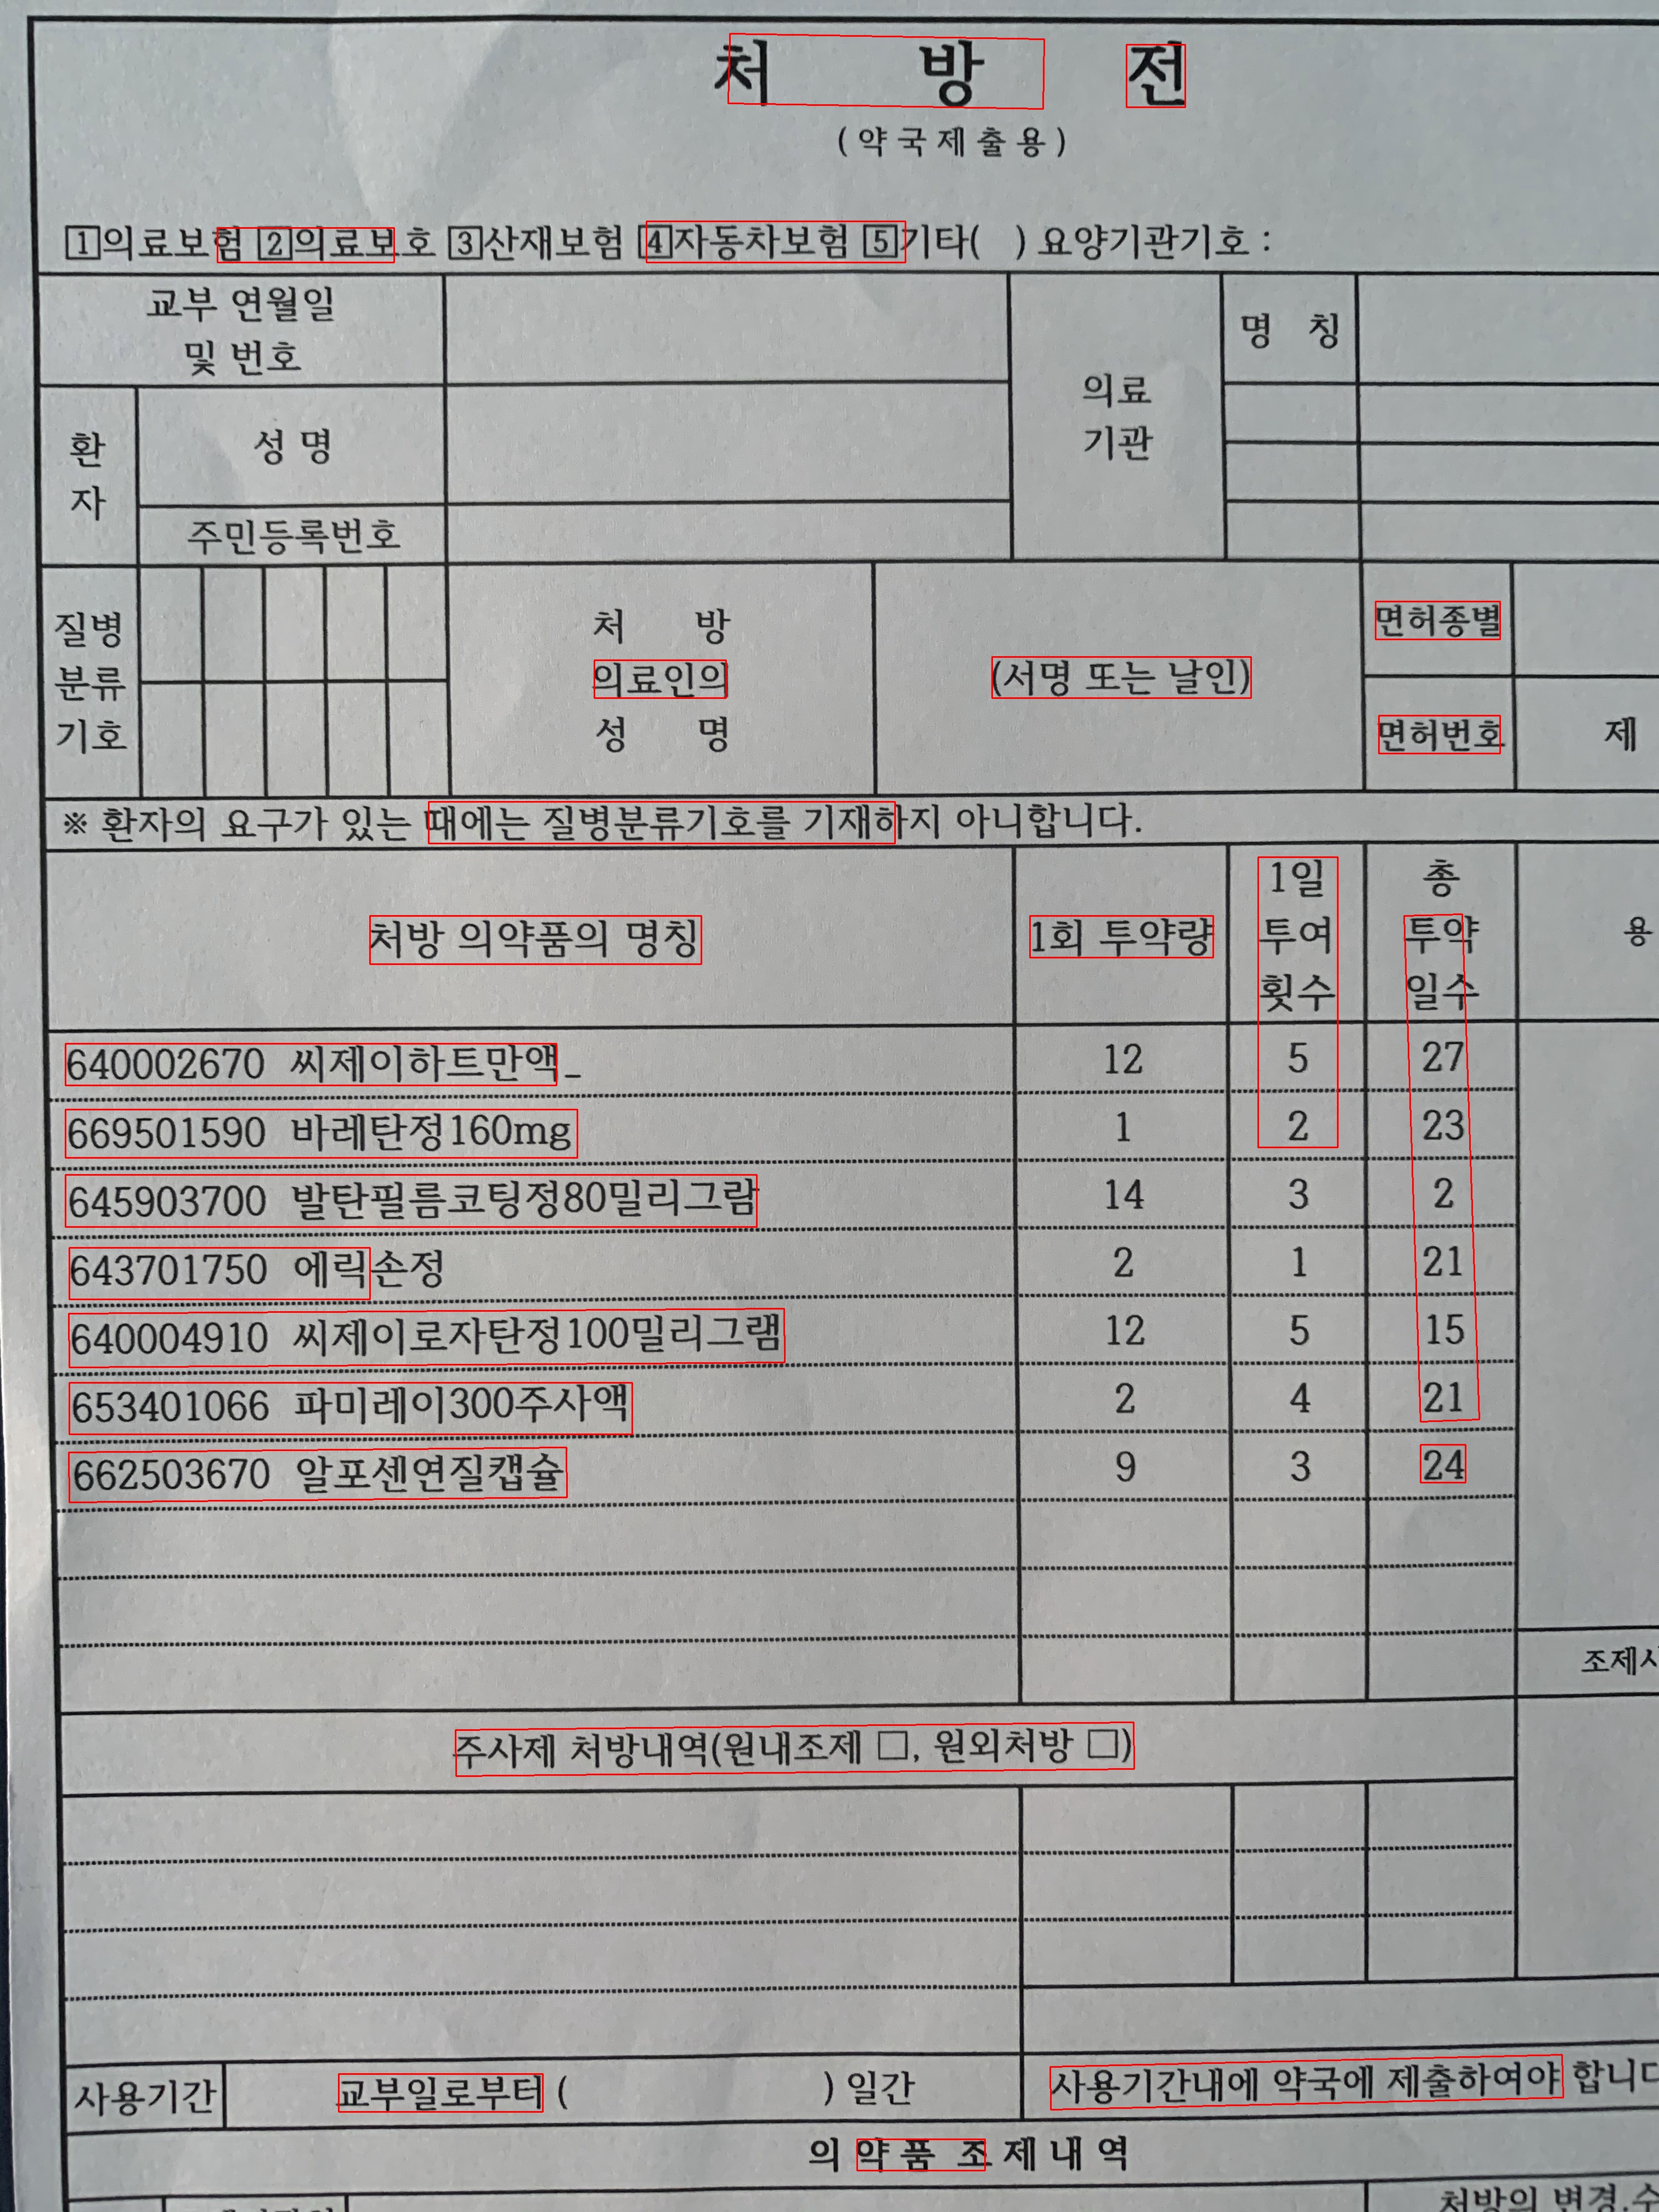 처 방 전
(약국제출용)
1의료보험 2의료보호 3산재보험 4자동차보험 5기타( ) 요양기관기호 :
교부 연월일
및 번호
의료
기관
명 칭
환
자
성 명
주민등록번호
질병
분류
기호
처 방
의료인의
성 명
(서명 또는 날인)
면허종별
면허번호
제
※ 환자의 요구가 있는 때에는 질병분류기호를 기재하지 아니합니다.
처방 의약품의 명칭
1회 투약량
1일
투여
횟수
총
투약
일수
용
640002670 씨제이하트만액_ 12 5 27
669501590 바레탄정160mg 1 2 23
645903700 발탄필름코팅정80밀리그람 14 3 2
643701750 에릭손정 2 1 21
640004910 씨제이로자탄정100밀리그램 12 5 15
653401066 파미레이300주사액 2 4 21
662503670 알포센연질캡슐 9 3 24
조제사
주사제 처방내역(원내조제 □, 원외처방 □)
사용기간 교부일로부터 ( ) 일간 사용기간내에 약국에 제출하여야 합니다
의 약 품 조 제 내 역
처방의 변경.수